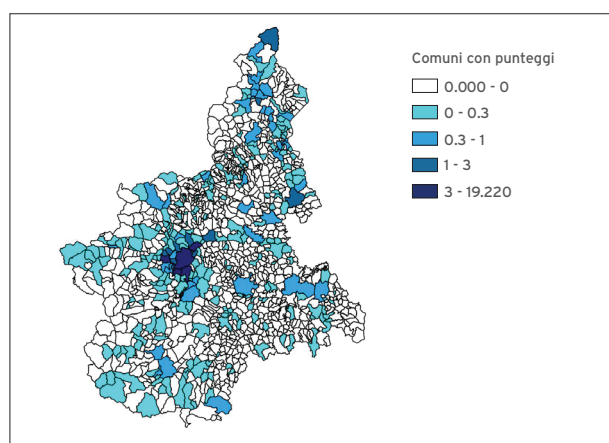 Comuni con punteggi
0.000 - 0
0 - 0.3
0.3 - 1
1 - 3
3 - 19.220